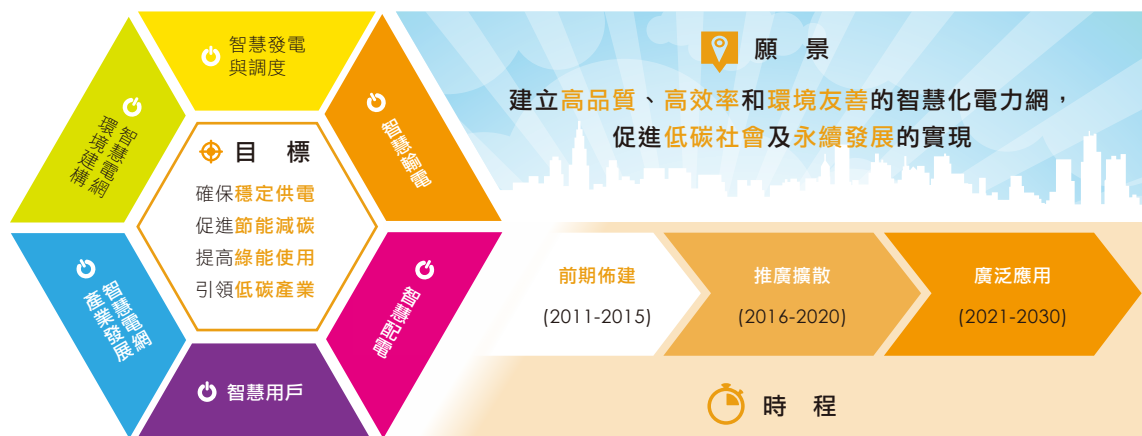 智慧發電
與調度
智慧輸電
智慧配電
智慧用戶
智慧電網
產業發展
智慧電網
環境建構
目 標
確保穩定供電
促進節能減碳
提高綠能使用
引領低碳產業
願 景
建立高品質、高效率和環境友善的智慧化電力網，
促進低碳社會及永續發展的實現
前期佈建
(2011-2015)
推廣擴散
(2016-2020)
廣泛應用
(2021-2030)
時 程